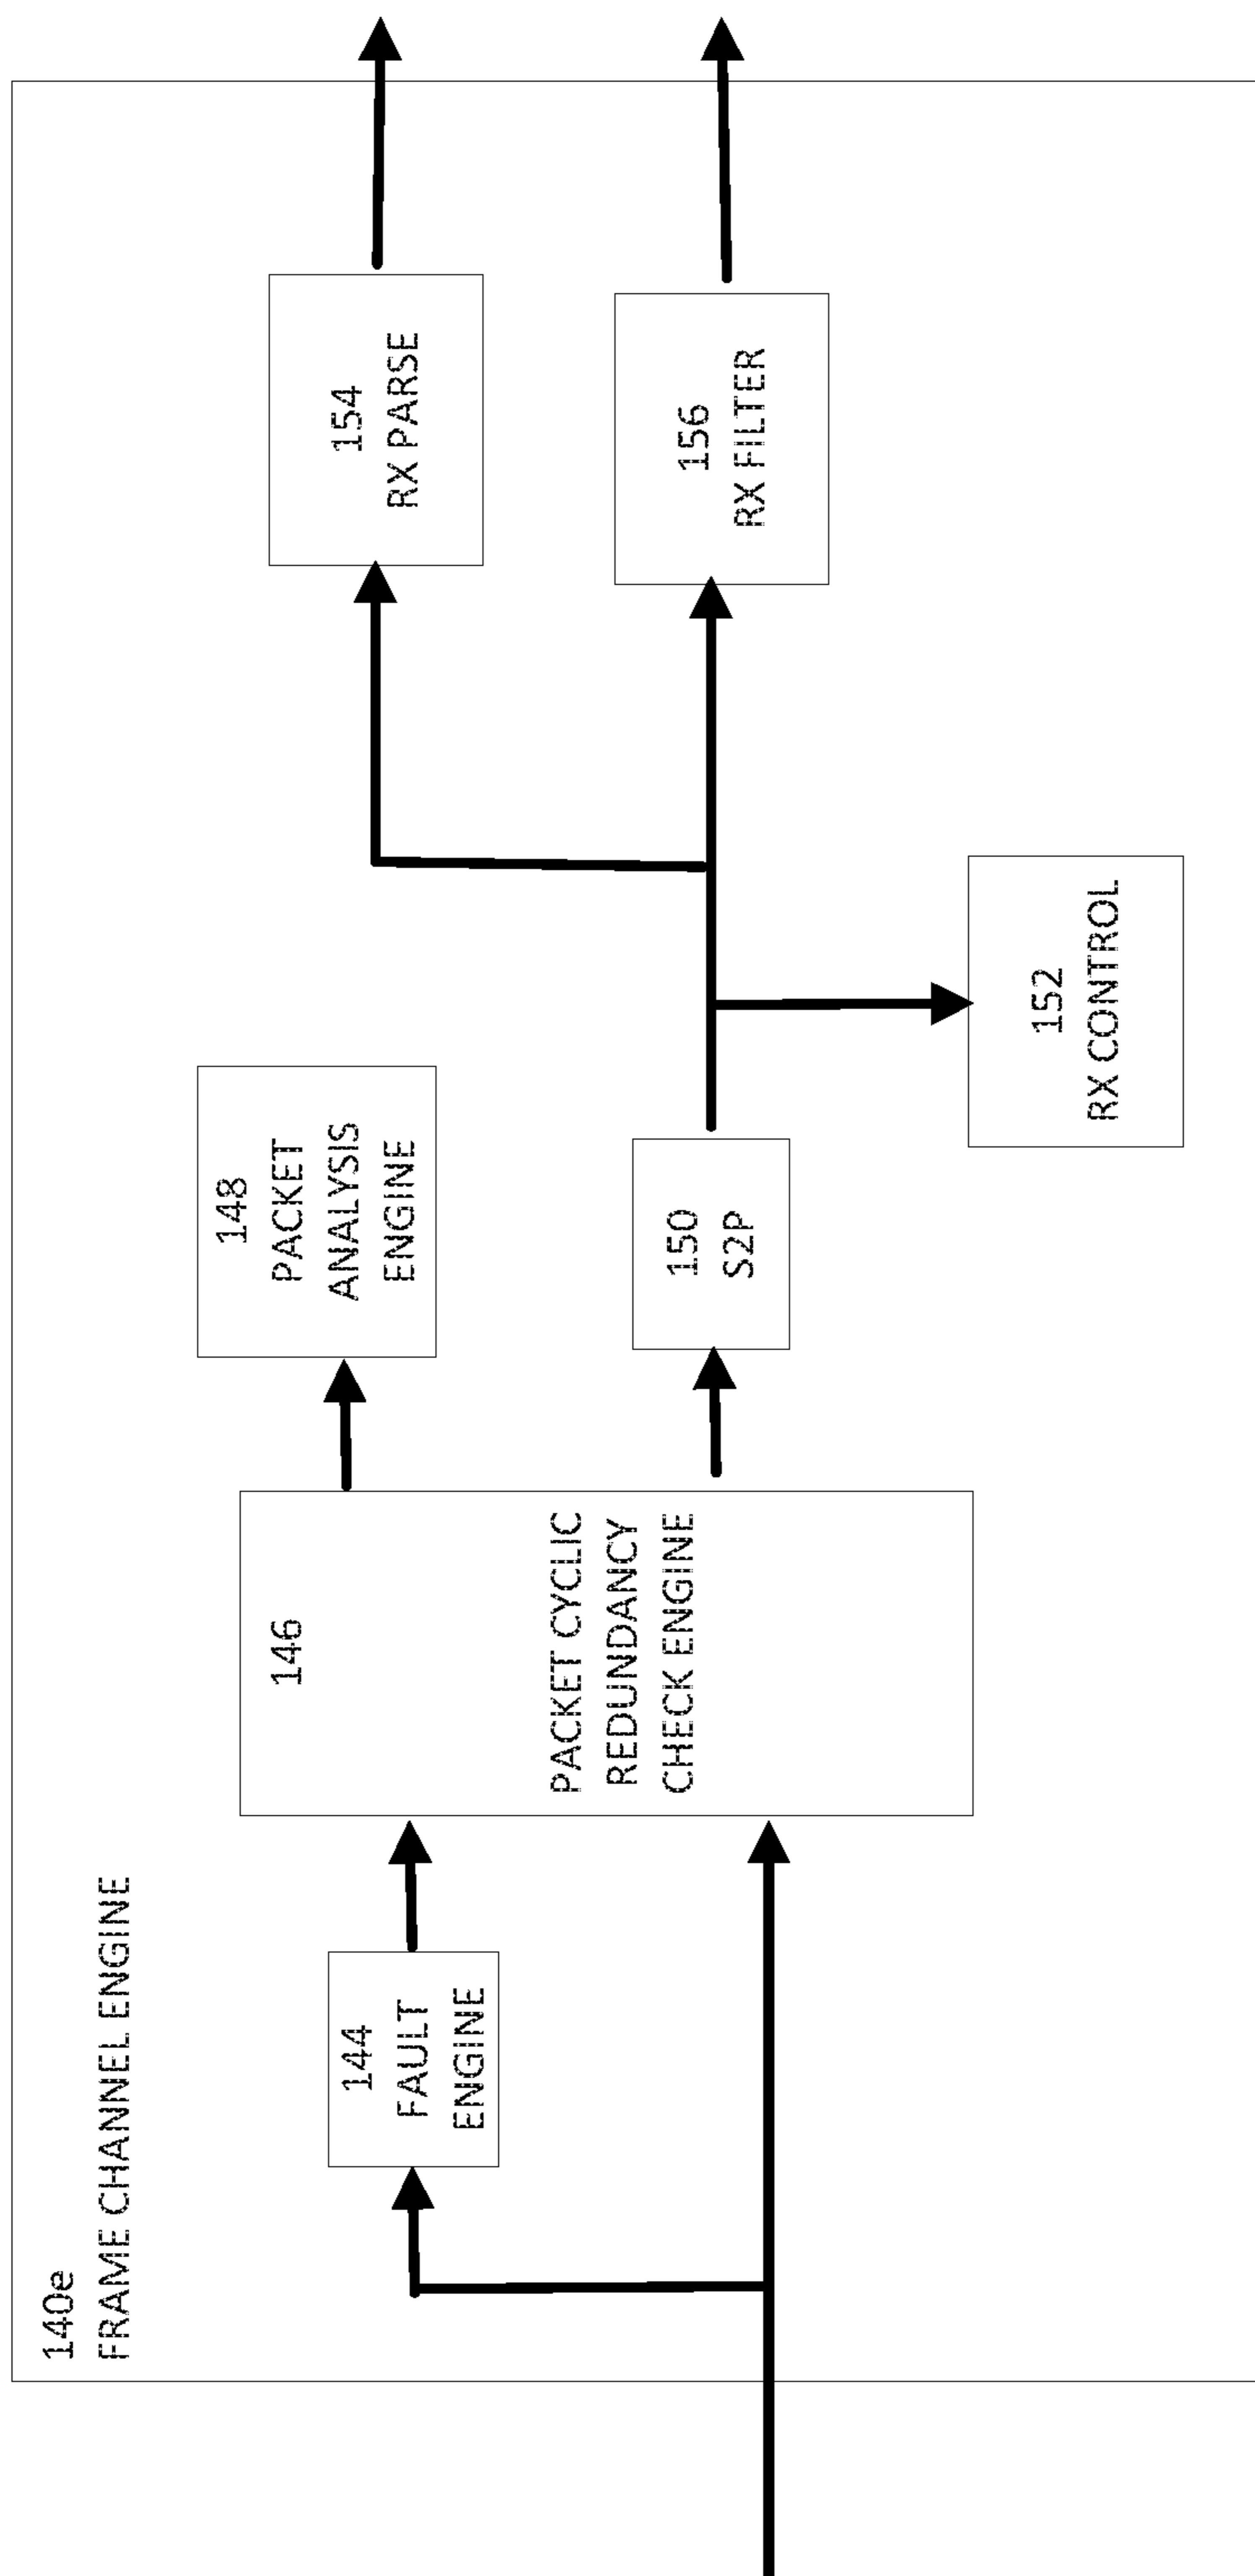 140e
FRAME CHANNEL ENGINE
144
FAULT
ENGINE
146
PACKET CYCLIC
REDUNDANCY
CHECK ENGINE
148
PACKET
ANALYSIS
ENGINE
150
S2P
152
RX CONTROL
154
RX PARSE
156
RX FILTER